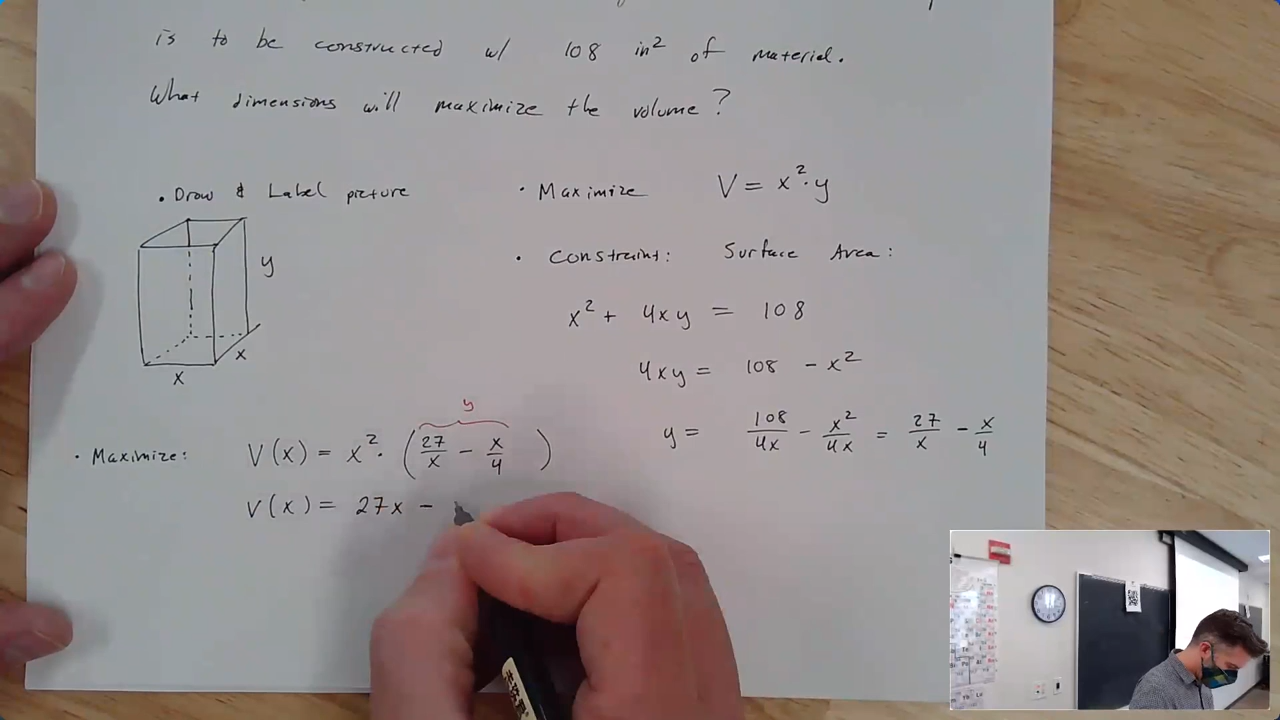 is to be constructed w/ 108 in² of material.
What dimensions will maximize the volume?
• Draw & Label picture
y
x
x
• Maximize V = x²·y
• Constraint: Surface Area:
x² + 4xy = 108
4xy = 108 - x²
y = 108/4x - x²/4x = 27/x - x/4
y
• Maximize: V(x) = x² · (27/x - x/4)
V(x) = 27x -